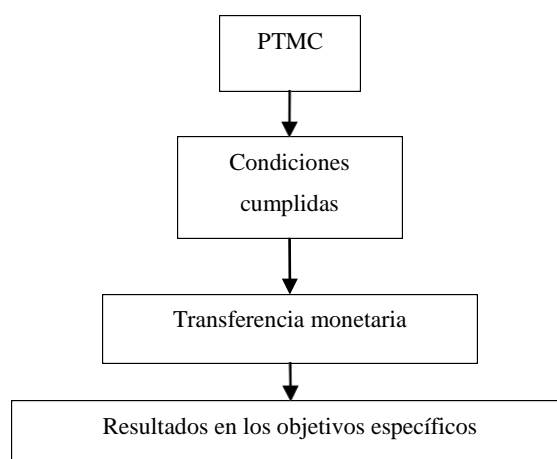 PTMC
Condiciones
cumplidas
Transferencia monetaria
Resultados en los objetivos específicos